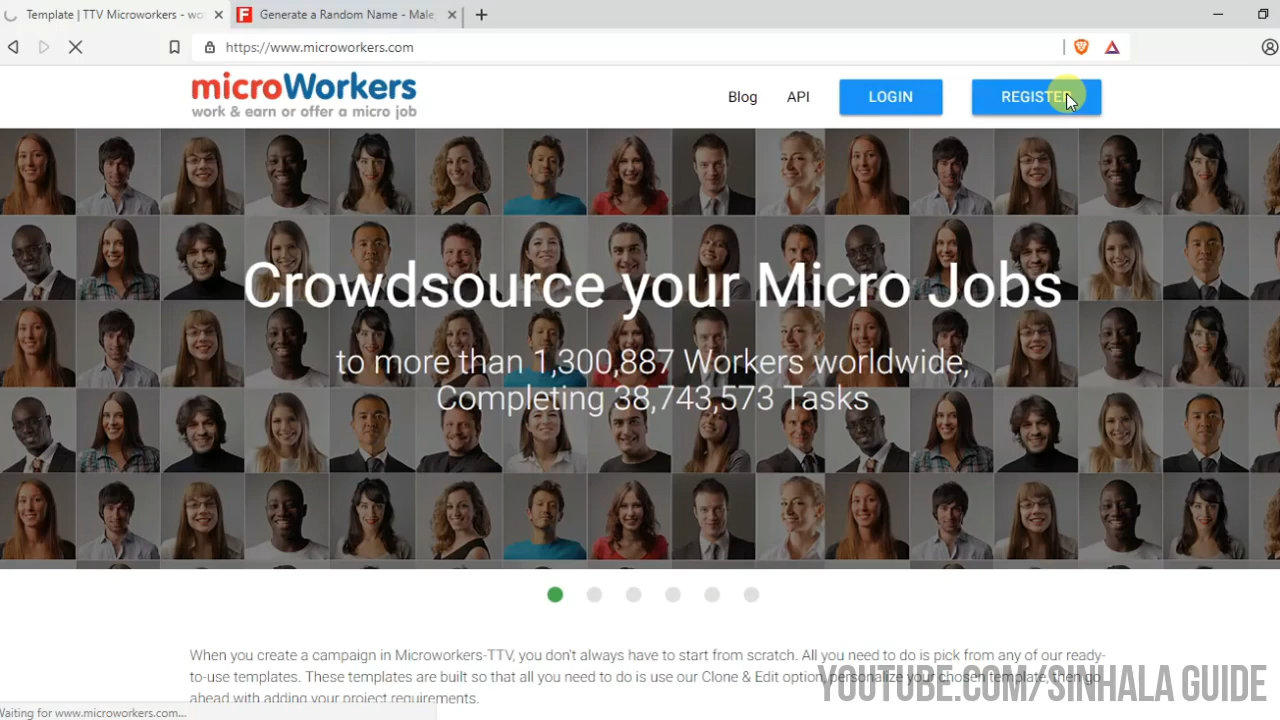 Template | TTV Microworkers - wo
Generate a Random Name - Male,
https://www.microworkers.com
microWorkers
work & earn or offer a micro job
Blog
API
LOGIN
REGISTER
Crowdsource your Micro Jobs
to more than 1,300,887 Workers worldwide,
Completing 38,743,573 Tasks
When you create a campaign in Microworkers-TTV, you don't always have to start from scratch. All you need to do is pick from any of our ready-
to-use templates. These templates are built so that all you need to do is use our Clone & Edit option, personalize your chosen template, then go
ahead with adding your project requirements.
YOUTUBE.COM/SINHALA GUIDE
Waiting for www.microworkers.com...